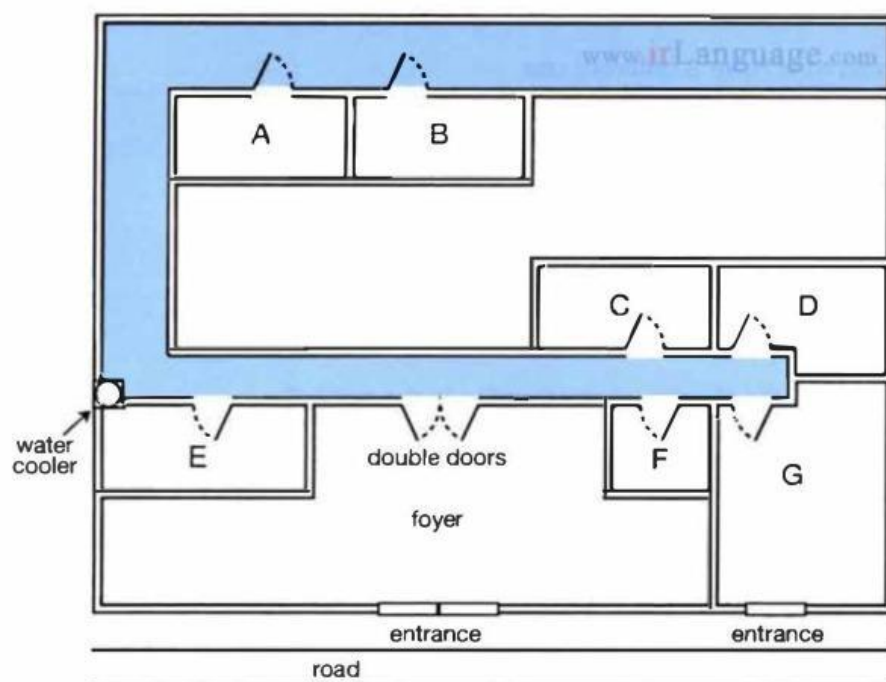 www.irLanguage.com
A
B
C
D
water
cooler
E
double doors
F
G
foyer
entrance
entrance
road